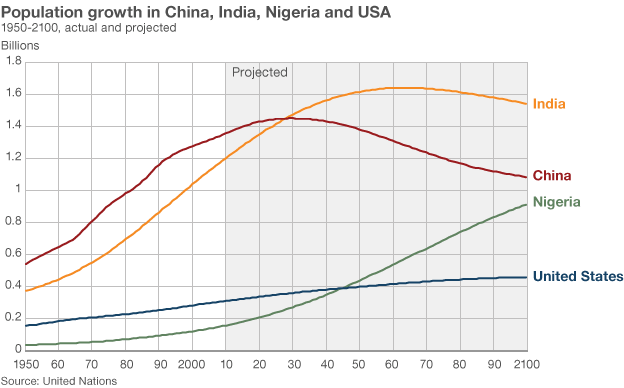 Population growth in China, India, Nigeria and USA
1950-2100, actual and projected
Billions
1.8
Projected
1.6
India
1.4
1.2
China
1
Nigeria
0.8
0.6
United States
0.4
0.2
0
1950 60 70 80 90 2000 10 20 30 40 50 60 70 80 90 2100
Source: United Nations